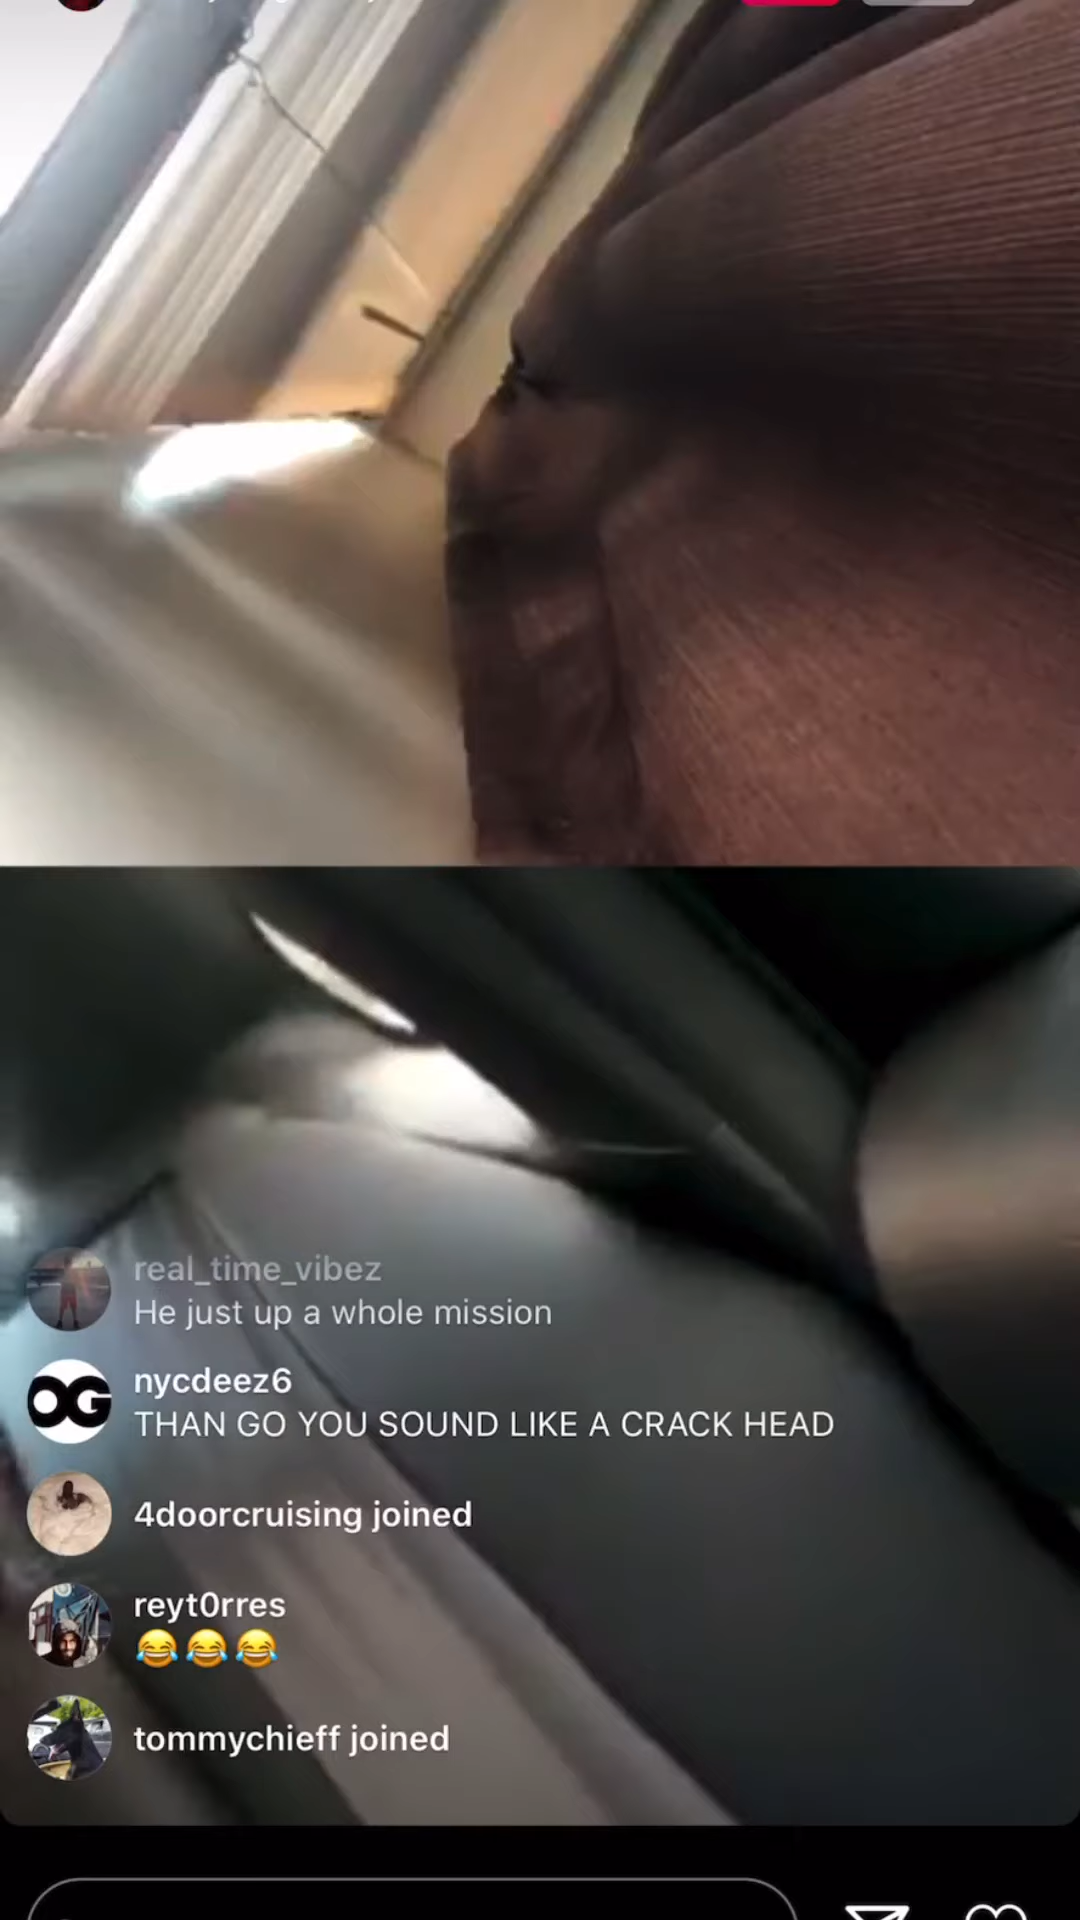 real_time_vibez
He just up a whole mission
OG
nycdeez6
THAN GO YOU SOUND LIKE A CRACK HEAD
4doorcruising joined
reyt0rres
😂😂😂
tommychieff joined